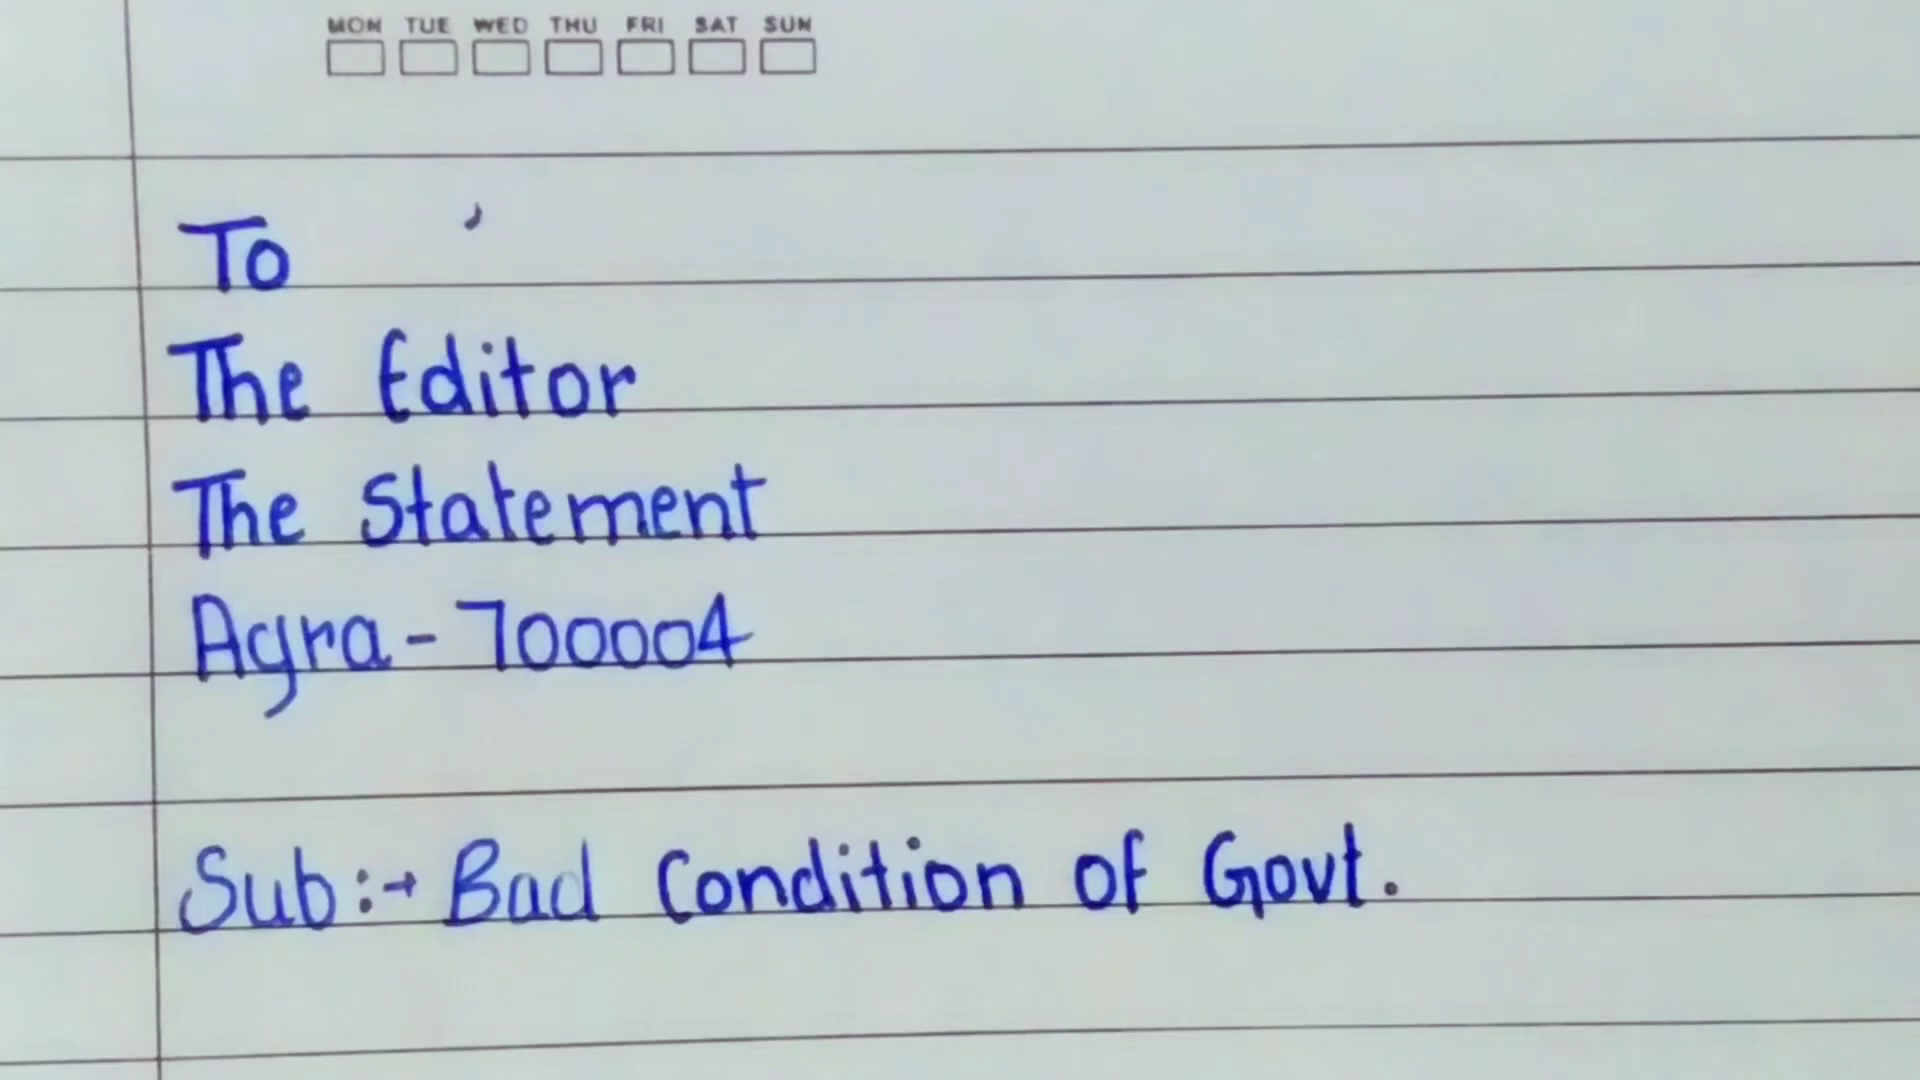 MON TUE WED THU FRI SAT SUN
To
The Editor
The Statement
Agra - 700004
Sub:→ Bad Condition of Govt.